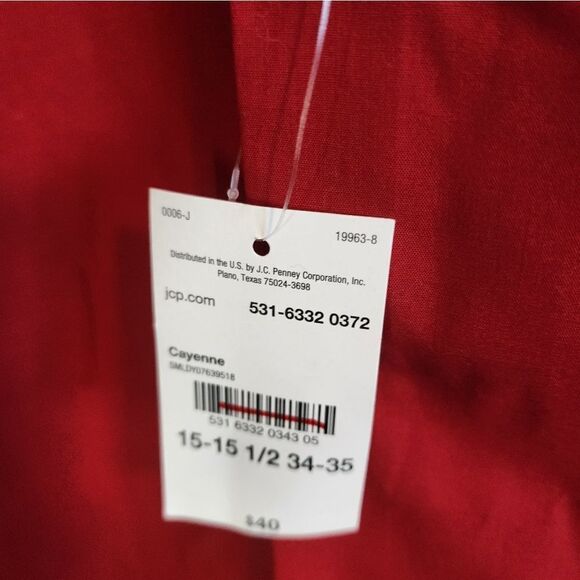 0006-J 19963-8
Distributed in the U.S. by J.C. Penney Corporation, Inc.
Plano, Texas 75024-3698
jcp.com 531-6332 0372
Cayenne
SMLDY07639518
531 6332 0343 05
15-15 1/2 34-35
$40